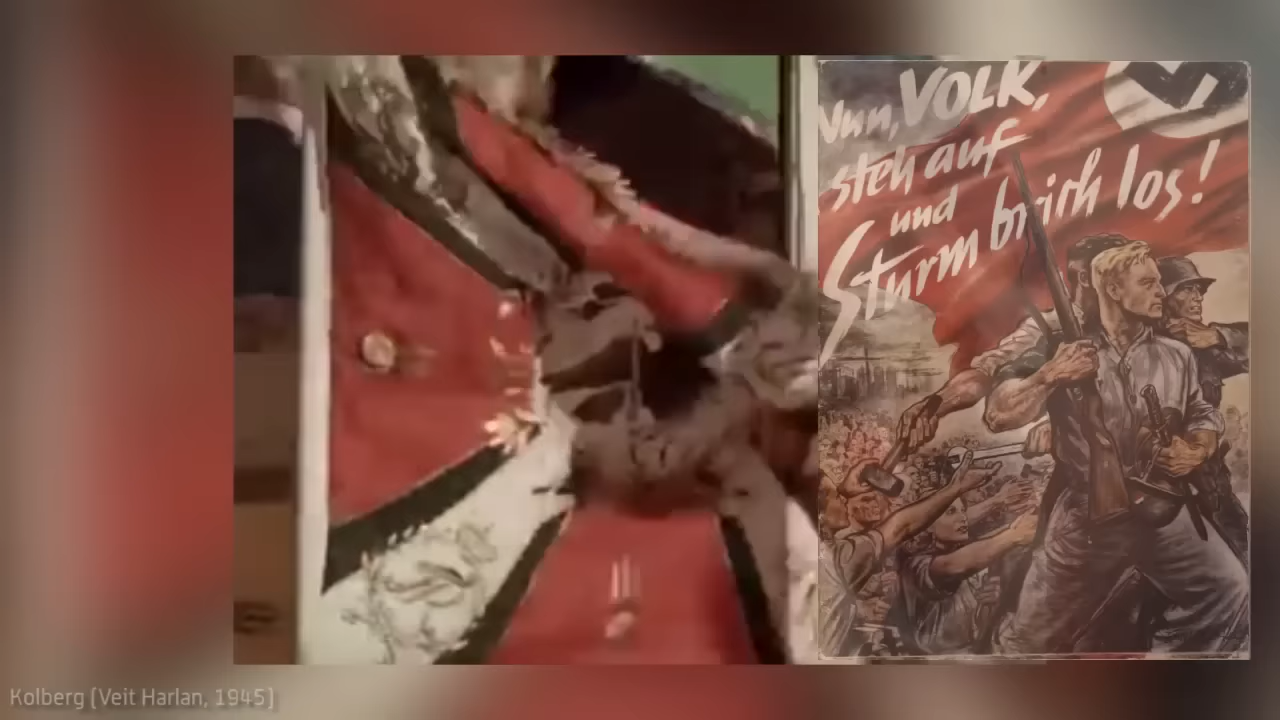 Nun, VOLK,
steh auf
und
Sturm brich los!
Kolberg (Veit Harlan, 1945)